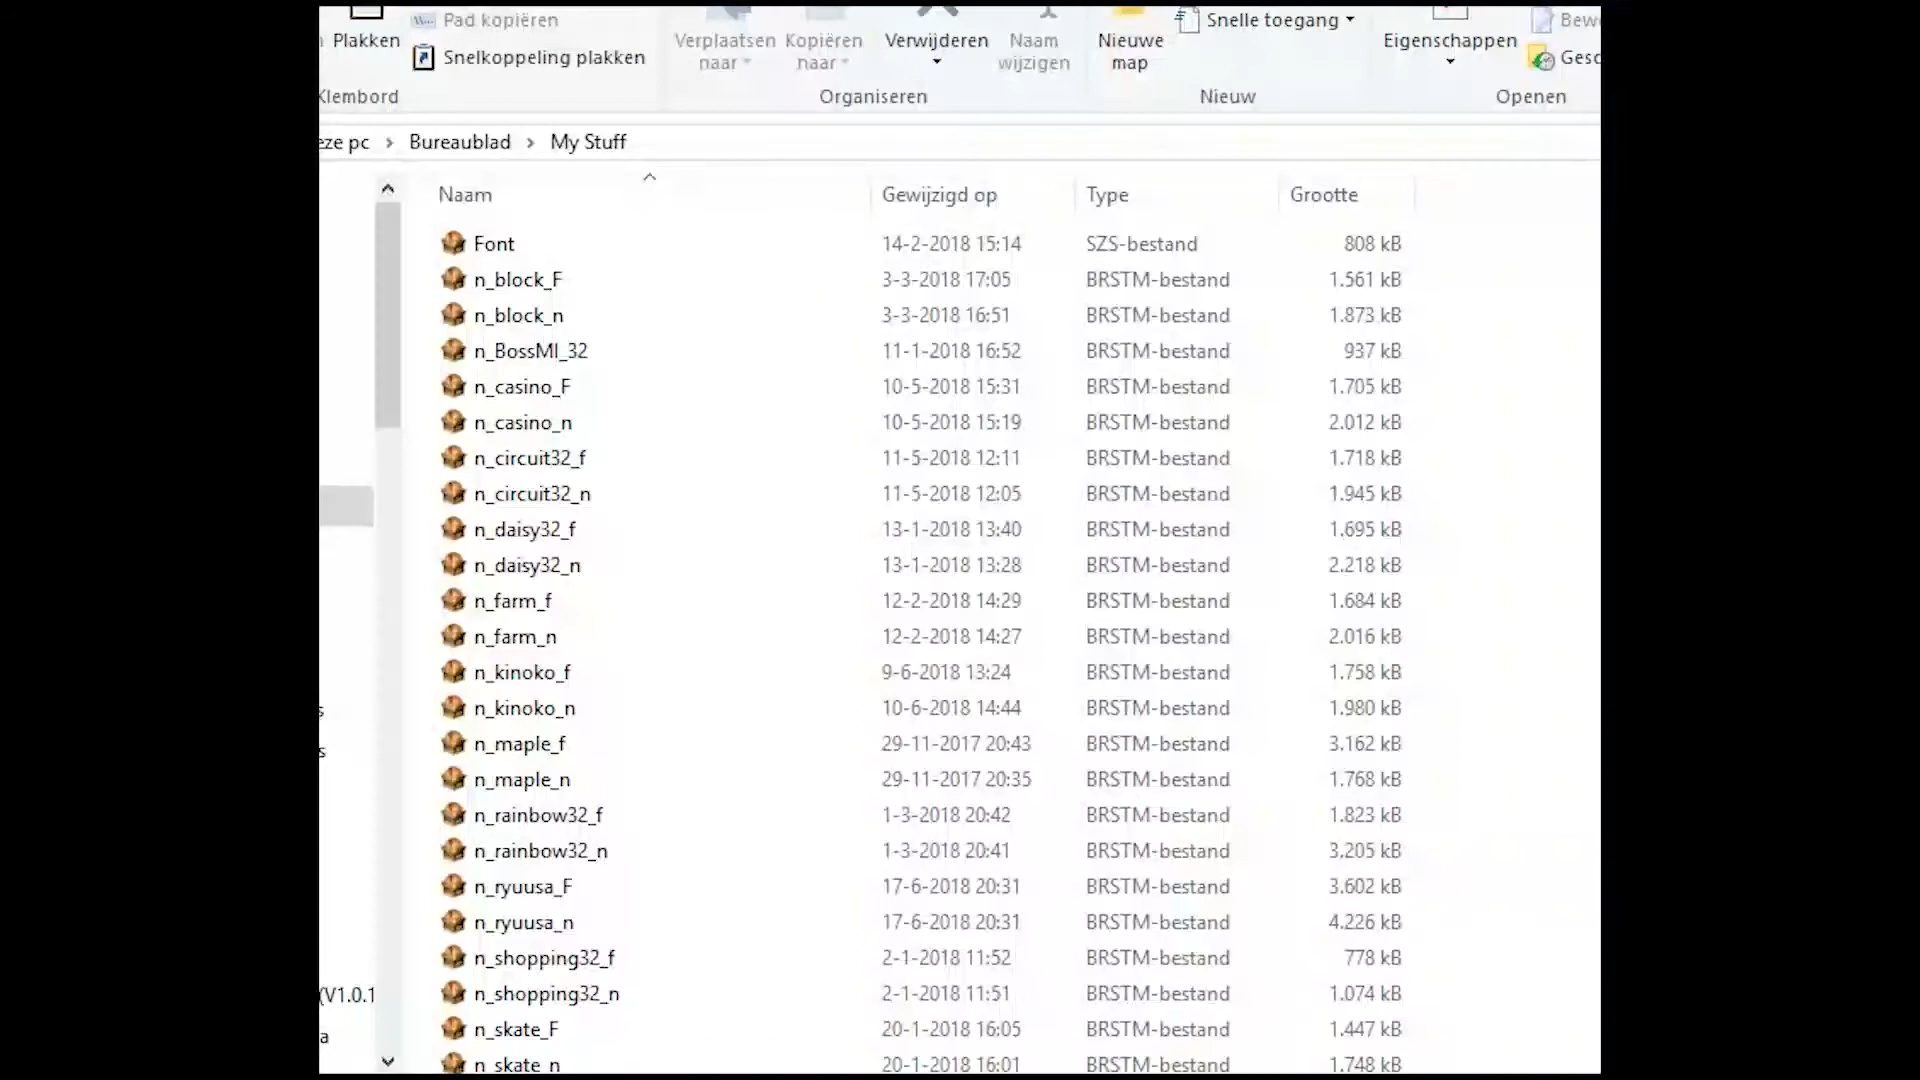 Pad kopiëren
Plakken
Snelkoppeling plakken
Klembord
Verplaatsen naar
Kopiëren naar
Verwijderen
Naam wijzigen
Organiseren
Nieuwe map
Snelle toegang
Nieuw
Eigenschappen
Openen
eze pc > Bureaublad > My Stuff
Naam Gewijzigd op Type Grootte
Font 14-2-2018 15:14 SZS-bestand 808 kB
n_block_F 3-3-2018 17:05 BRSTM-bestand 1.561 kB
n_block_n 3-3-2018 16:51 BRSTM-bestand 1.873 kB
n_BossMI_32 11-1-2018 16:52 BRSTM-bestand 937 kB
n_casino_F 10-5-2018 15:31 BRSTM-bestand 1.705 kB
n_casino_n 10-5-2018 15:19 BRSTM-bestand 2.012 kB
n_circuit32_f 11-5-2018 12:11 BRSTM-bestand 1.718 kB
n_circuit32_n 11-5-2018 12:05 BRSTM-bestand 1.945 kB
n_daisy32_f 13-1-2018 13:40 BRSTM-bestand 1.695 kB
n_daisy32_n 13-1-2018 13:28 BRSTM-bestand 2.218 kB
n_farm_f 12-2-2018 14:29 BRSTM-bestand 1.684 kB
n_farm_n 12-2-2018 14:27 BRSTM-bestand 2.016 kB
n_kinoko_f 9-6-2018 13:24 BRSTM-bestand 1.758 kB
n_kinoko_n 10-6-2018 14:44 BRSTM-bestand 1.980 kB
n_maple_f 29-11-2017 20:43 BRSTM-bestand 3.162 kB
n_maple_n 29-11-2017 20:35 BRSTM-bestand 1.768 kB
n_rainbow32_f 1-3-2018 20:42 BRSTM-bestand 1.823 kB
n_rainbow32_n 1-3-2018 20:41 BRSTM-bestand 3.205 kB
n_ryuusa_F 17-6-2018 20:31 BRSTM-bestand 3.602 kB
n_ryuusa_n 17-6-2018 20:31 BRSTM-bestand 4.226 kB
n_shopping32_f 2-1-2018 11:52 BRSTM-bestand 778 kB
(V1.0.1 n_shopping32_n 2-1-2018 11:51 BRSTM-bestand 1.074 kB
n_skate_F 20-1-2018 16:05 BRSTM-bestand 1.447 kB
n_skate_n 20-1-2018 16:01 BRSTM-bestand 1.748 kB